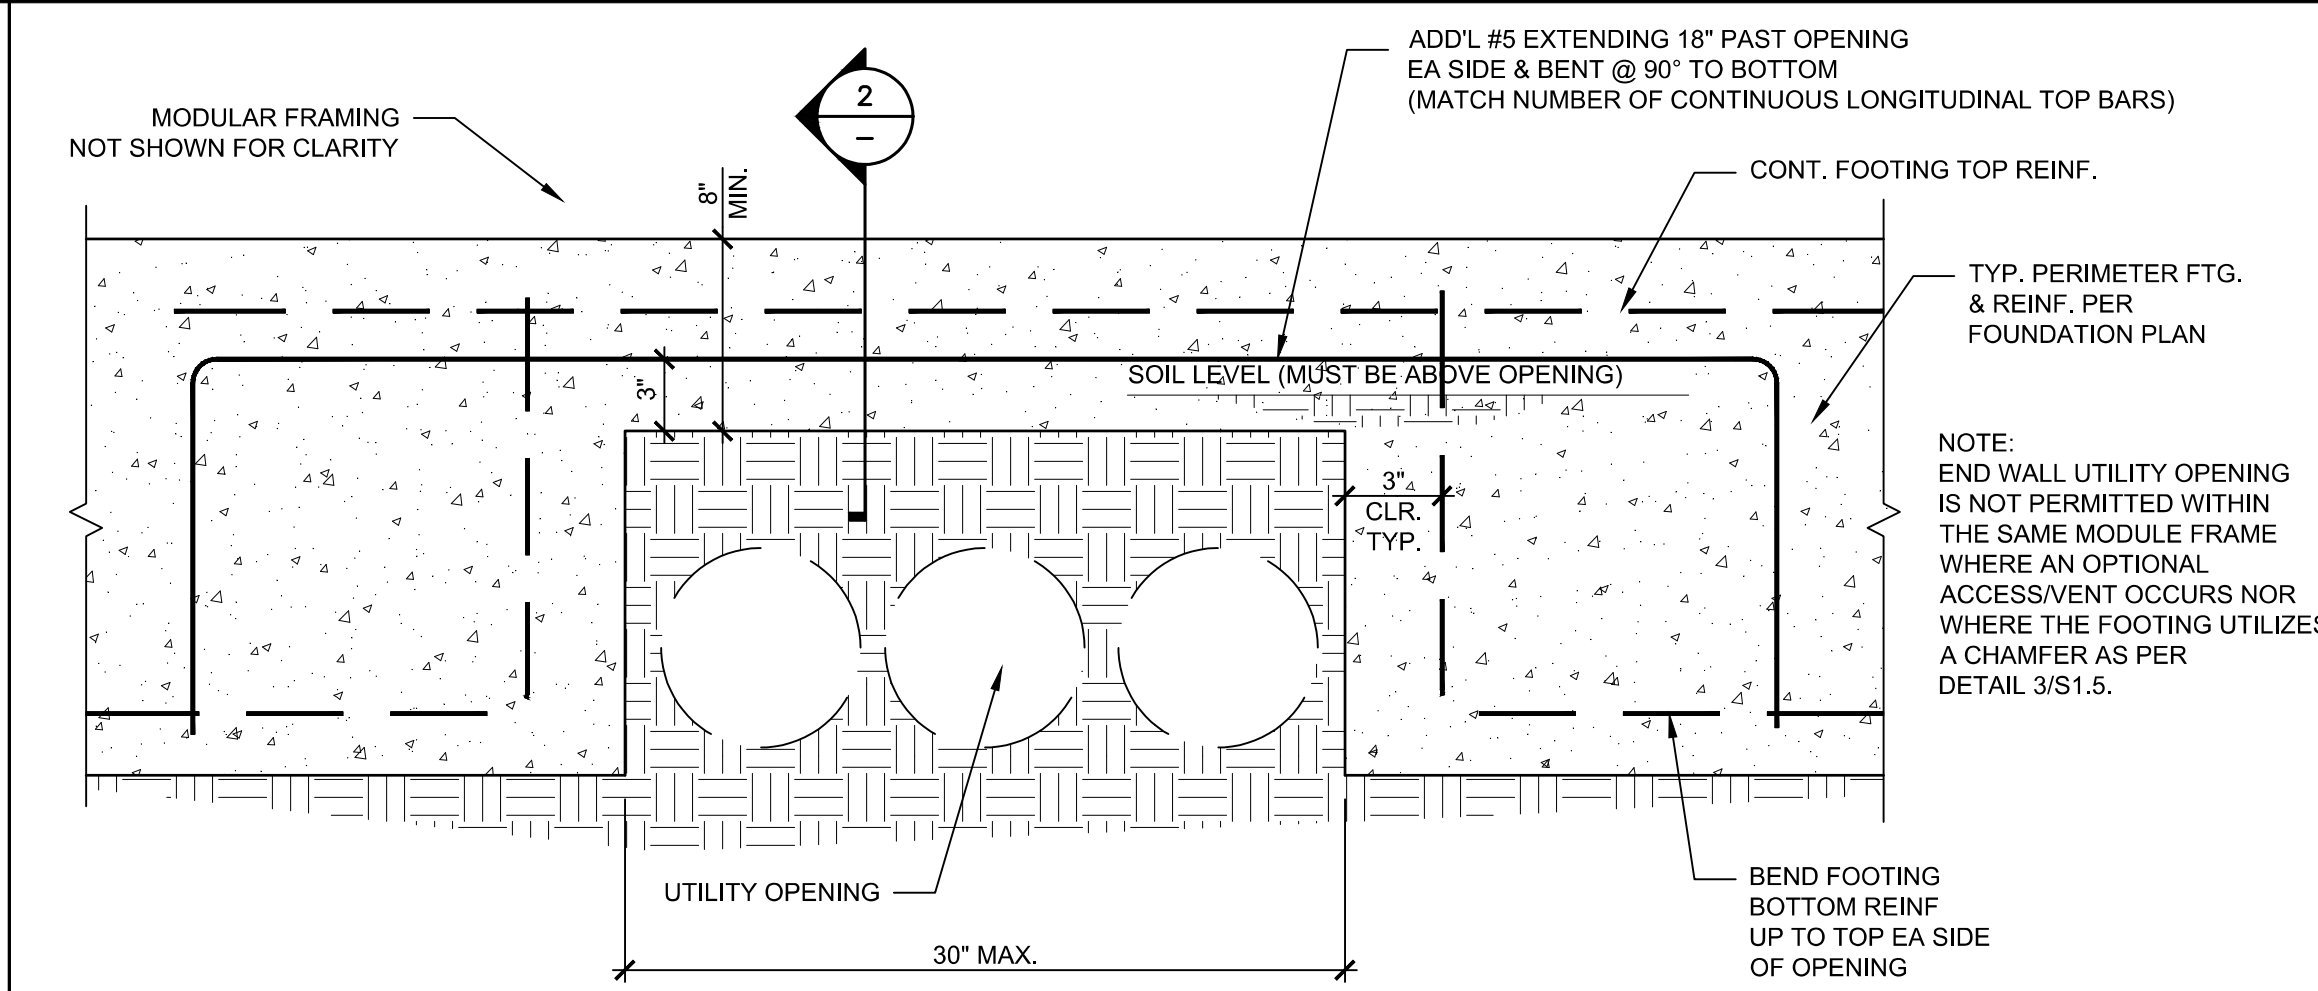 ADD'L #5 EXTENDING 18" PAST OPENING
EA SIDE & BENT @ 90° TO BOTTOM
(MATCH NUMBER OF CONTINUOUS LONGITUDINAL TOP BARS)
2
–
MODULAR FRAMING
NOT SHOWN FOR CLARITY
8"
MIN.
CONT. FOOTING TOP REINF.
TYP. PERIMETER FTG.
& REINF. PER
FOUNDATION PLAN
3"
SOIL LEVEL (MUST BE ABOVE OPENING)
3"
CLR.
TYP.
NOTE:
END WALL UTILITY OPENING
IS NOT PERMITTED WITHIN
THE SAME MODULE FRAME
WHERE AN OPTIONAL
ACCESS/VENT OCCURS NOR
WHERE THE FOOTING UTILIZES
A CHAMFER AS PER
DETAIL 3/S1.5.
UTILITY OPENING
BEND FOOTING
BOTTOM REINF
UP TO TOP EA SIDE
OF OPENING
30" MAX.